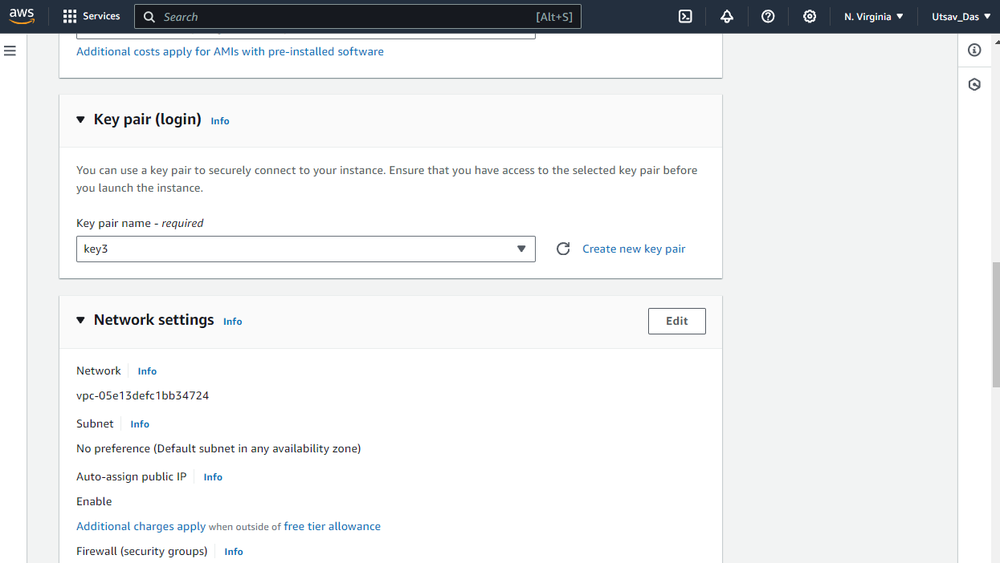 aws
Services
Search
[Alt+S]
N. Virginia
Utsav_Das
Additional costs apply for AMIs with pre-installed software
Key pair (login) Info
You can use a key pair to securely connect to your instance. Ensure that you have access to the selected key pair before
you launch the instance.
Key pair name - required
key3
Create new key pair
Network settings Info
Edit
Network Info
vpc-05e13defc1bb34724
Subnet Info
No preference (Default subnet in any availability zone)
Auto-assign public IP Info
Enable
Additional charges apply when outside of free tier allowance
Firewall (security groups) Info